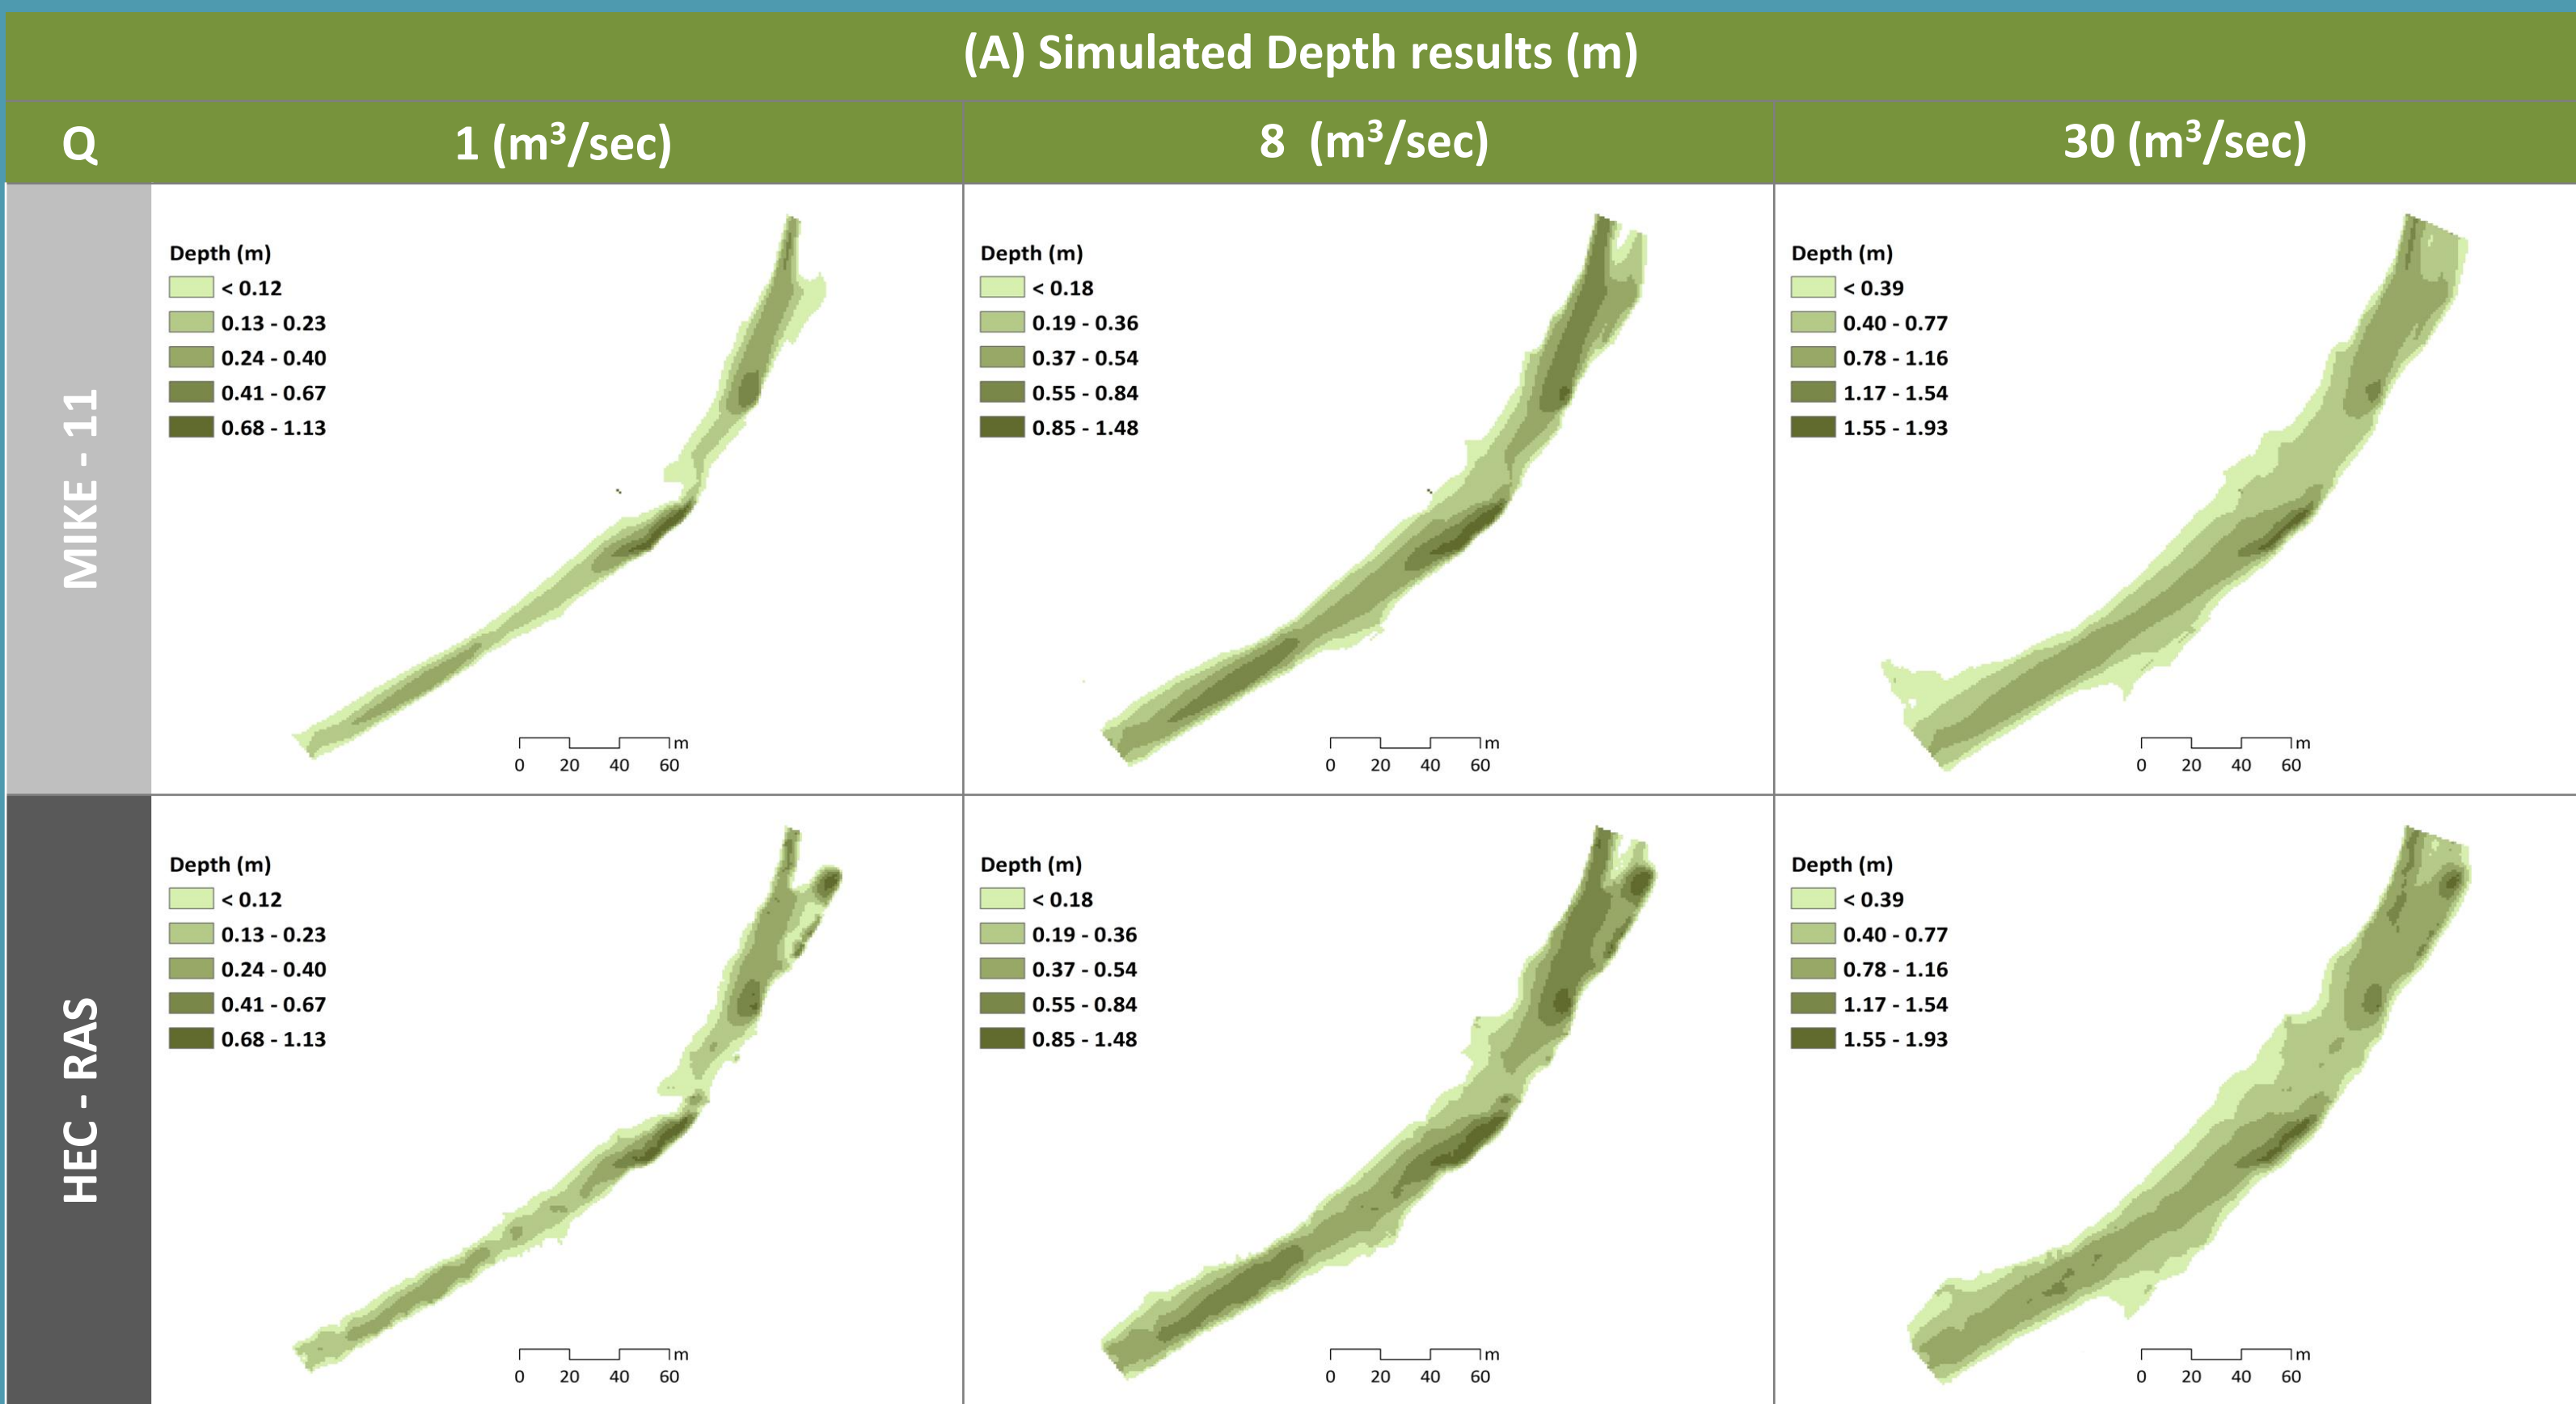 (A) Simulated Depth results (m)
Q
1 (m³/sec)
8 (m³/sec)
30 (m³/sec)
MIKE - 11
Depth (m)
< 0.12
0.13 - 0.23
0.24 - 0.40
0.41 - 0.67
0.68 - 1.13
m
0 20 40 60
Depth (m)
< 0.18
0.19 - 0.36
0.37 - 0.54
0.55 - 0.84
0.85 - 1.48
m
0 20 40 60
Depth (m)
< 0.39
0.40 - 0.77
0.78 - 1.16
1.17 - 1.54
1.55 - 1.93
m
0 20 40 60
HEC - RAS
Depth (m)
< 0.12
0.13 - 0.23
0.24 - 0.40
0.41 - 0.67
0.68 - 1.13
m
0 20 40 60
Depth (m)
< 0.18
0.19 - 0.36
0.37 - 0.54
0.55 - 0.84
0.85 - 1.48
m
0 20 40 60
Depth (m)
< 0.39
0.40 - 0.77
0.78 - 1.16
1.17 - 1.54
1.55 - 1.93
m
0 20 40 60